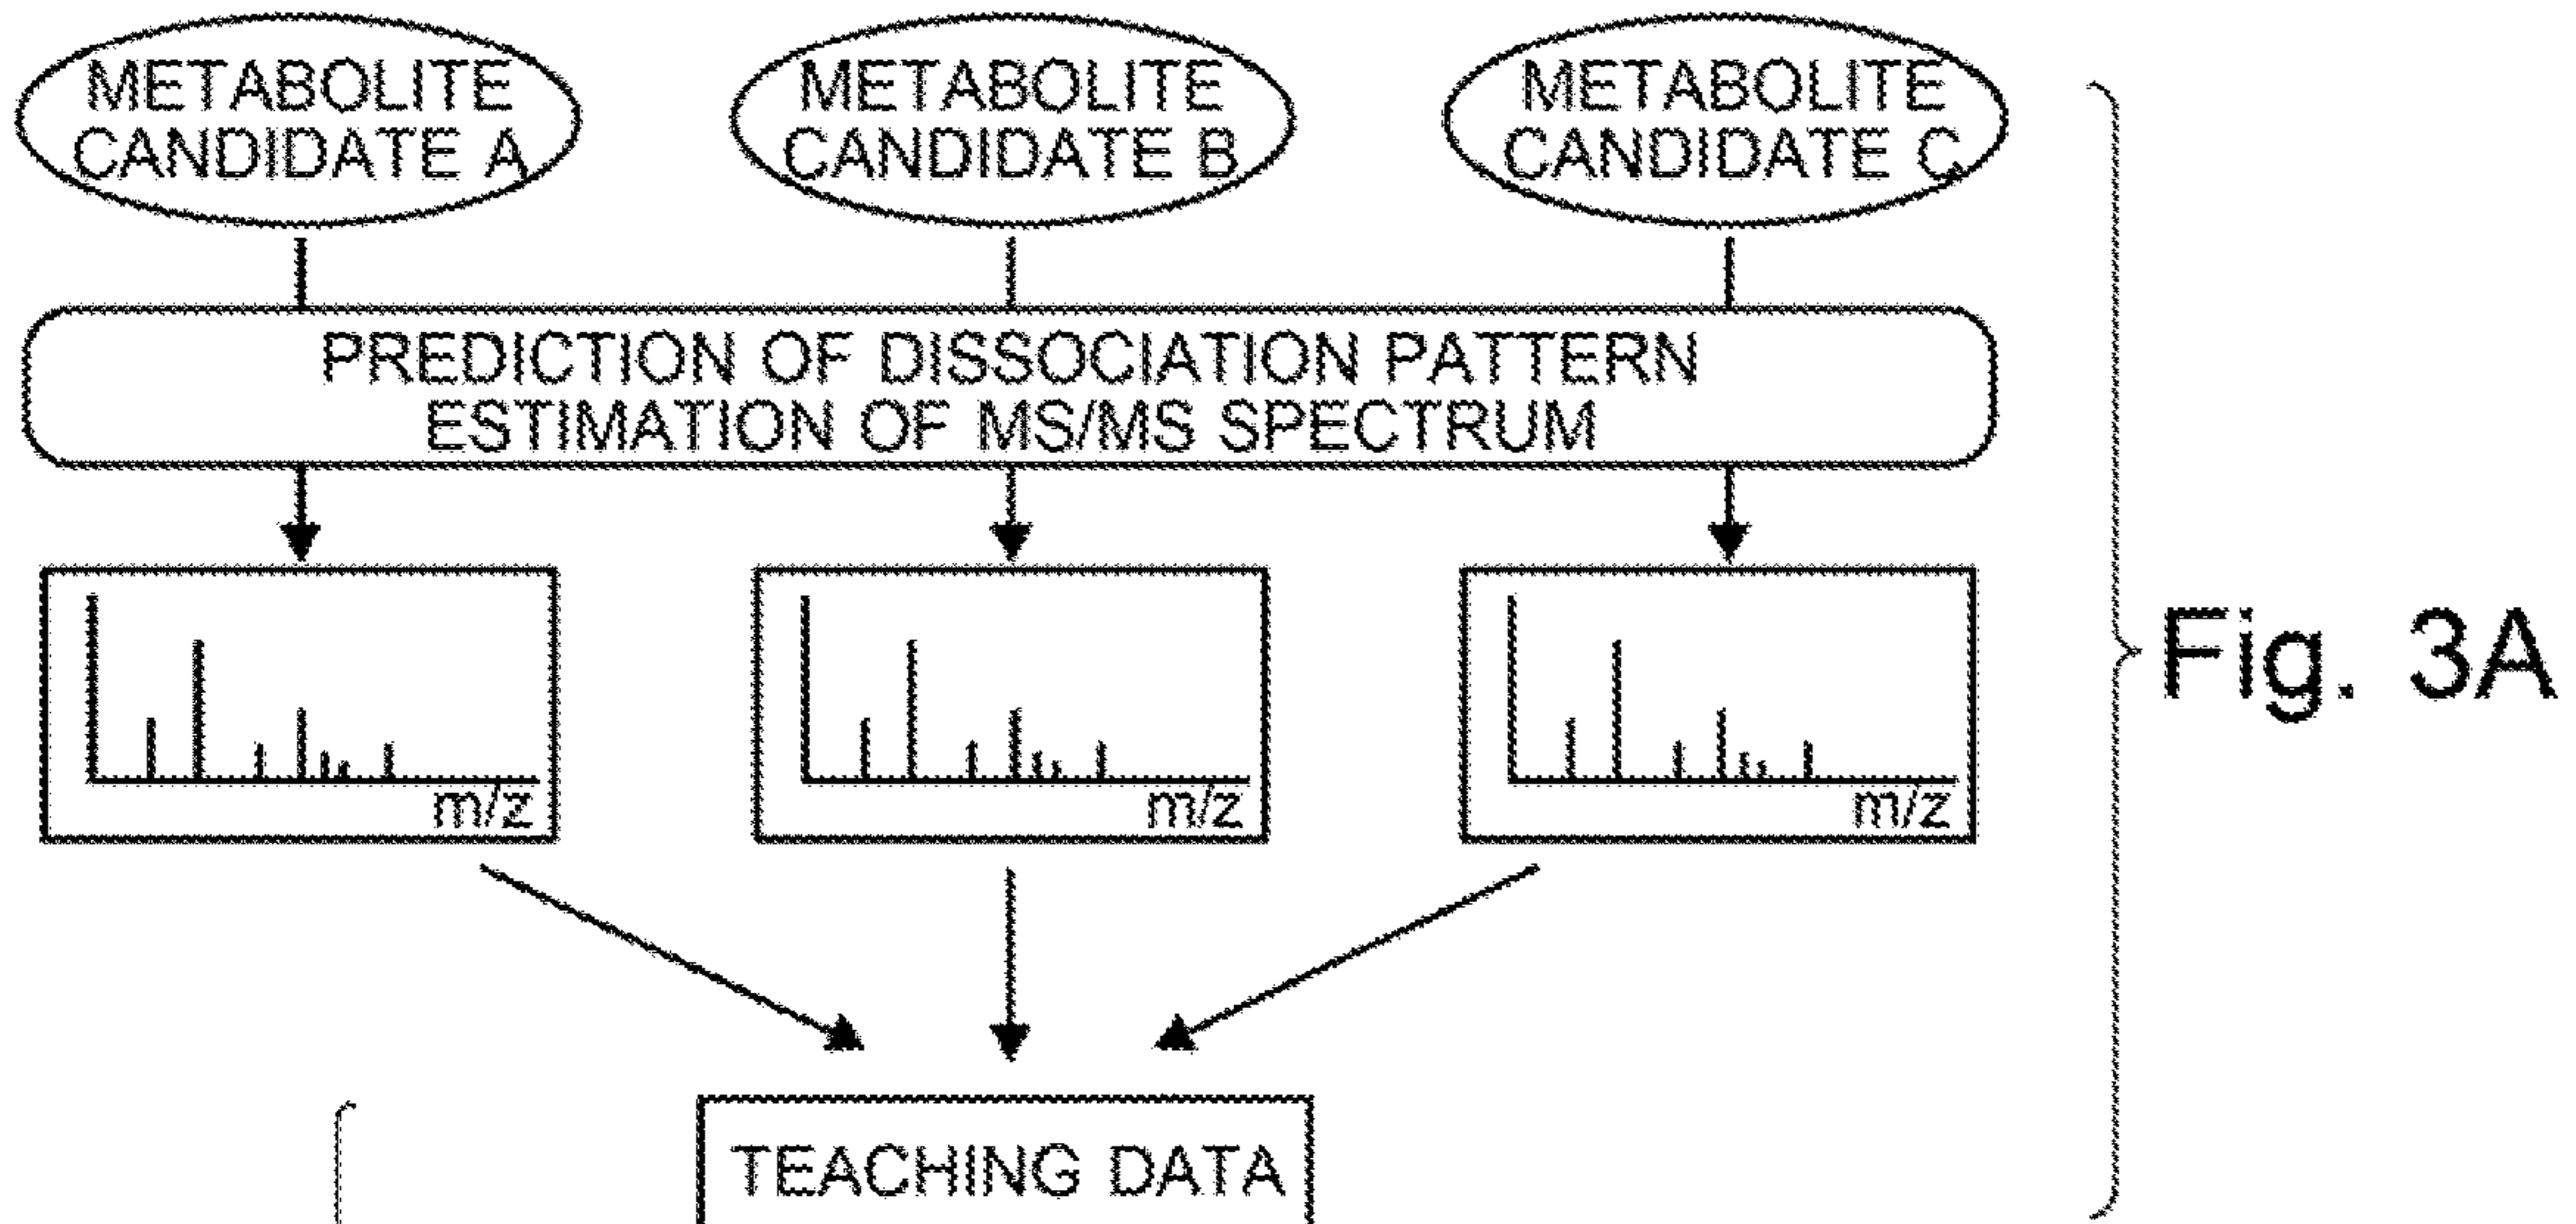 METABOLITE
CANDIDATE A
METABOLITE
CANDIDATE B
METABOLITE
CANDIDATE C
PREDICTION OF DISSOCIATION PATTERN
ESTIMATION OF MS/MS SPECTRUM
m/z
m/z
m/z
Fig. 3A
TEACHING DATA